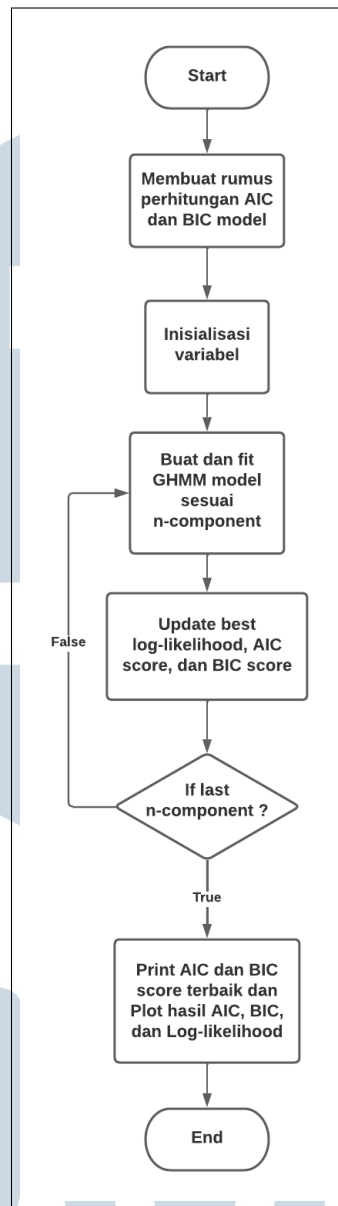 Start
Membuat rumus
perhitungan AIC
dan BIC model
Inisialisasi
variabel
Buat dan fit
GHMM model
sesuai
n-component
Update best
log-likelihood, AIC
score, dan BIC score
False
If last
n-component ?
True
Print AIC dan BIC
score terbaik dan
Plot hasil AIC, BIC,
dan Log-likelihood
End